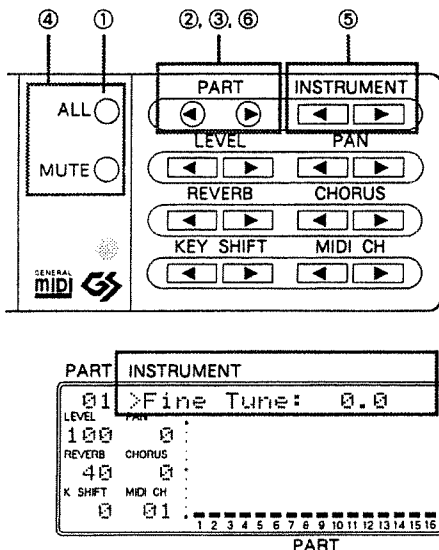 ④ ① ②, ③, ⑥ ⑤
PART INSTRUMENT
ALL
LEVEL PAN
MUTE
REVERB CHORUS
KEY SHIFT MIDI CH
GENERAL
MIDI GS
PART INSTRUMENT
01 >Fine Tune: 0.0
LEVEL PAN
100 0
REVERB CHORUS
40 0
K SHIFT MIDI CH
0 01
1 2 3 4 5 6 7 8 9 10 11 12 13 14 15 16
PART